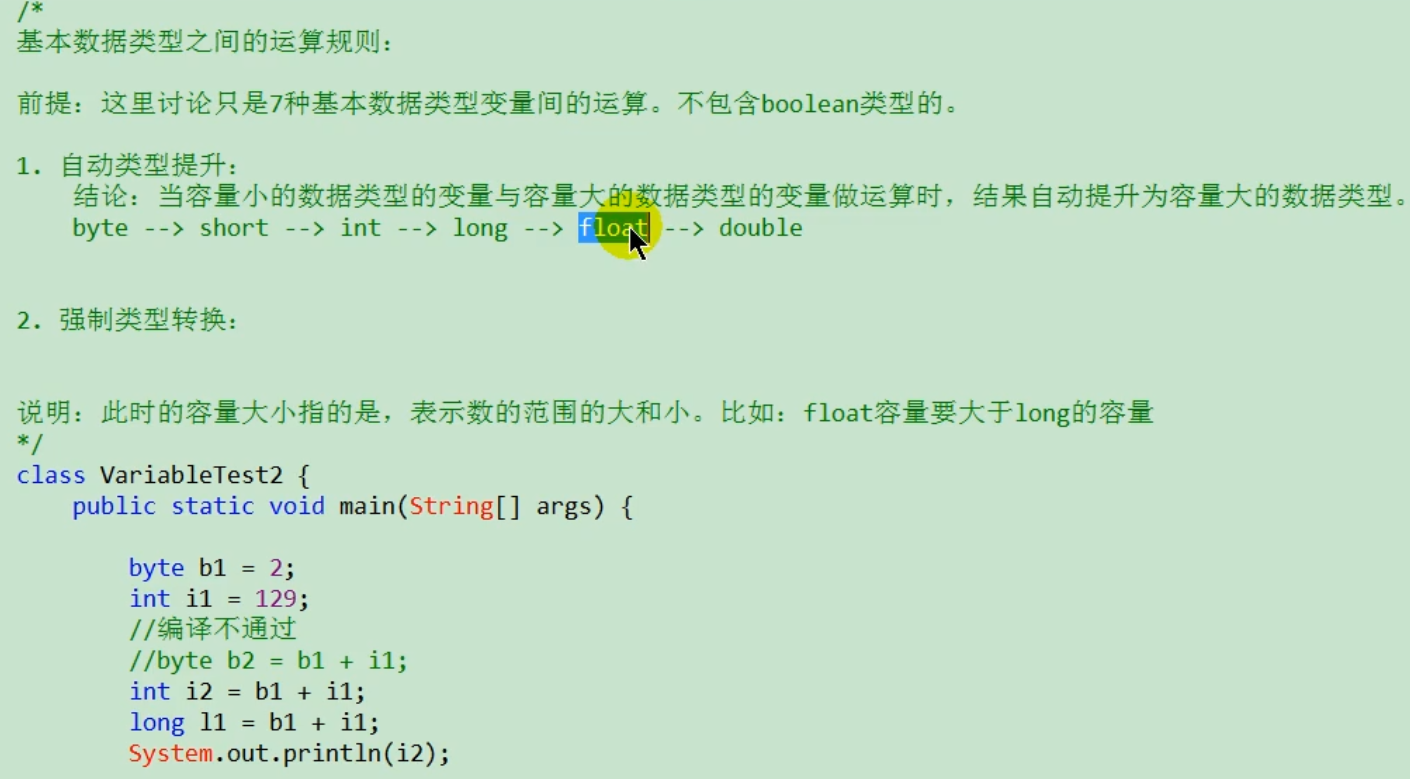 /*
基本数据类型之间的运算规则：
前提：这里讨论只是7种基本数据类型变量间的运算。不包含boolean类型的。
1. 自动类型提升：
结论：当容量小的数据类型的变量与容量大的数据类型的变量做运算时，结果自动提升为容量大的数据类型。
byte --> short --> int --> long --> float --> double
2. 强制类型转换：
说明：此时的容量大小指的是，表示数的范围的大和小。比如：float容量要大于long的容量
*/
class VariableTest2 {
public static void main(String[] args) {
byte b1 = 2;
int i1 = 129;
//编译不通过
//byte b2 = b1 + i1;
int i2 = b1 + i1;
long l1 = b1 + i1;
System.out.println(i2);